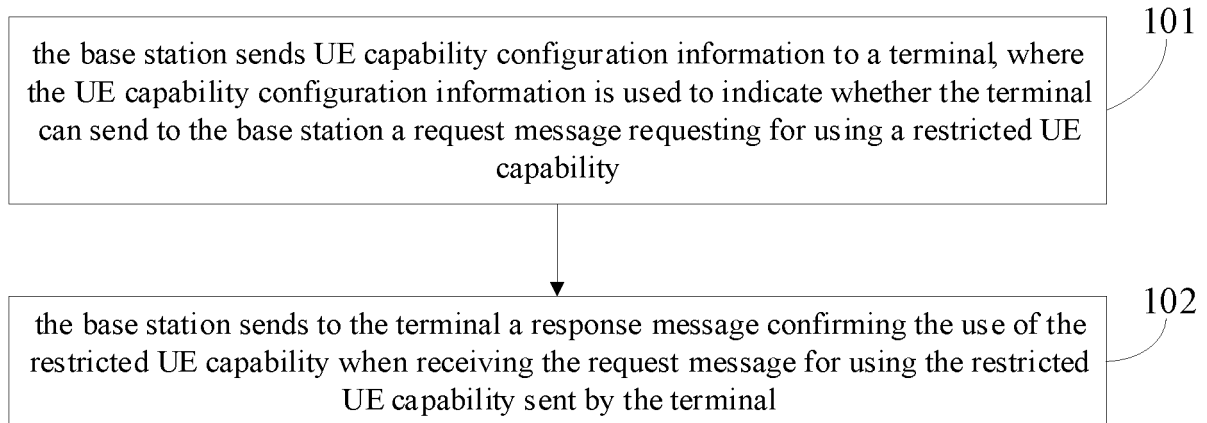 101
the base station sends UE capability configuration information to a terminal, where
the UE capability configuration information is used to indicate whether the terminal
can send to the base station a request message requesting for using a restricted UE
capability
102
the base station sends to the terminal a response message confirming the use of the
restricted UE capability when receiving the request message for using the restricted
UE capability sent by the terminal